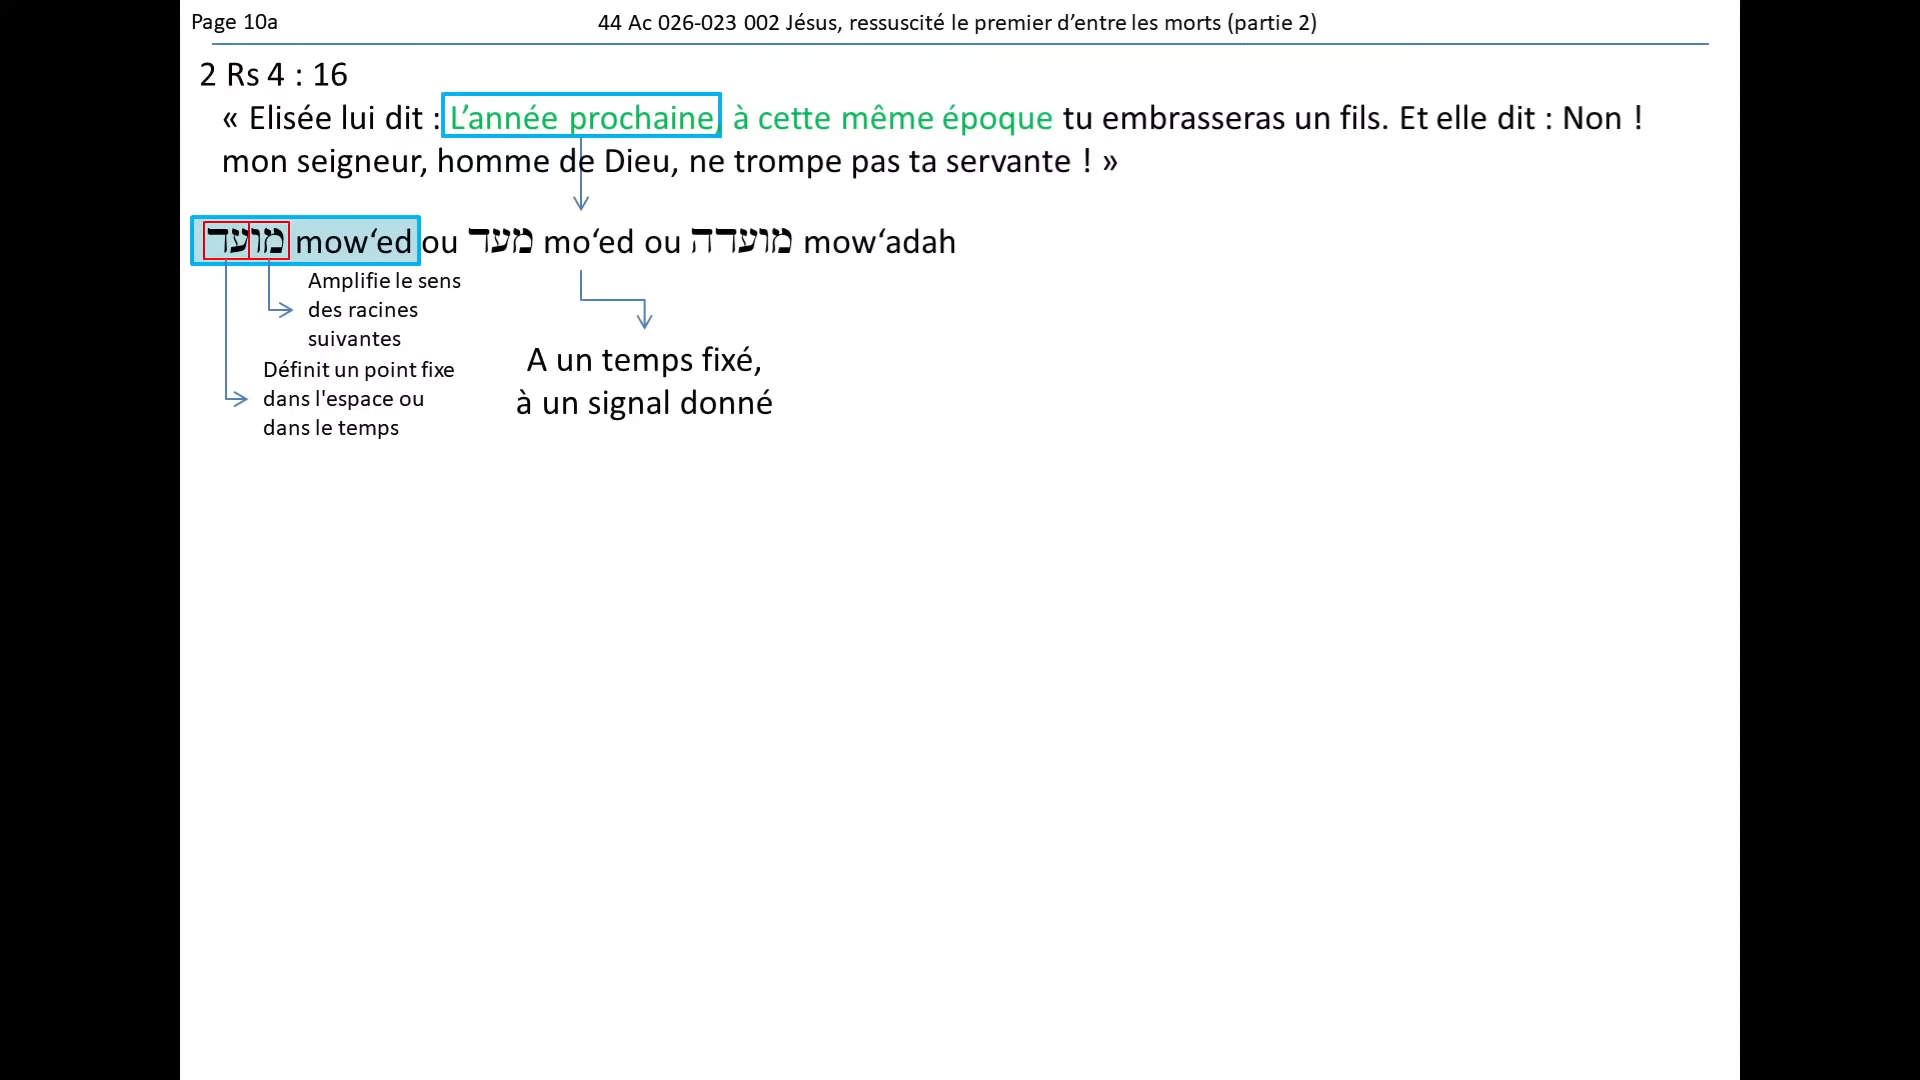 Page 10a
44 Ac 026-023 002 Jésus, ressuscité le premier d’entre les morts (partie 2)
2 Rs 4 : 16
« Elisée lui dit : L’année prochaine, à cette même époque tu embrasseras un fils. Et elle dit : Non !
mon seigneur, homme de Dieu, ne trompe pas ta servante ! »
מועד mow‘ed ou מעד mo‘ed ou מועדה mow‘adah
Amplifie le sens
des racines
suivantes
Définit un point fixe
dans l'espace ou
dans le temps
A un temps fixé,
à un signal donné